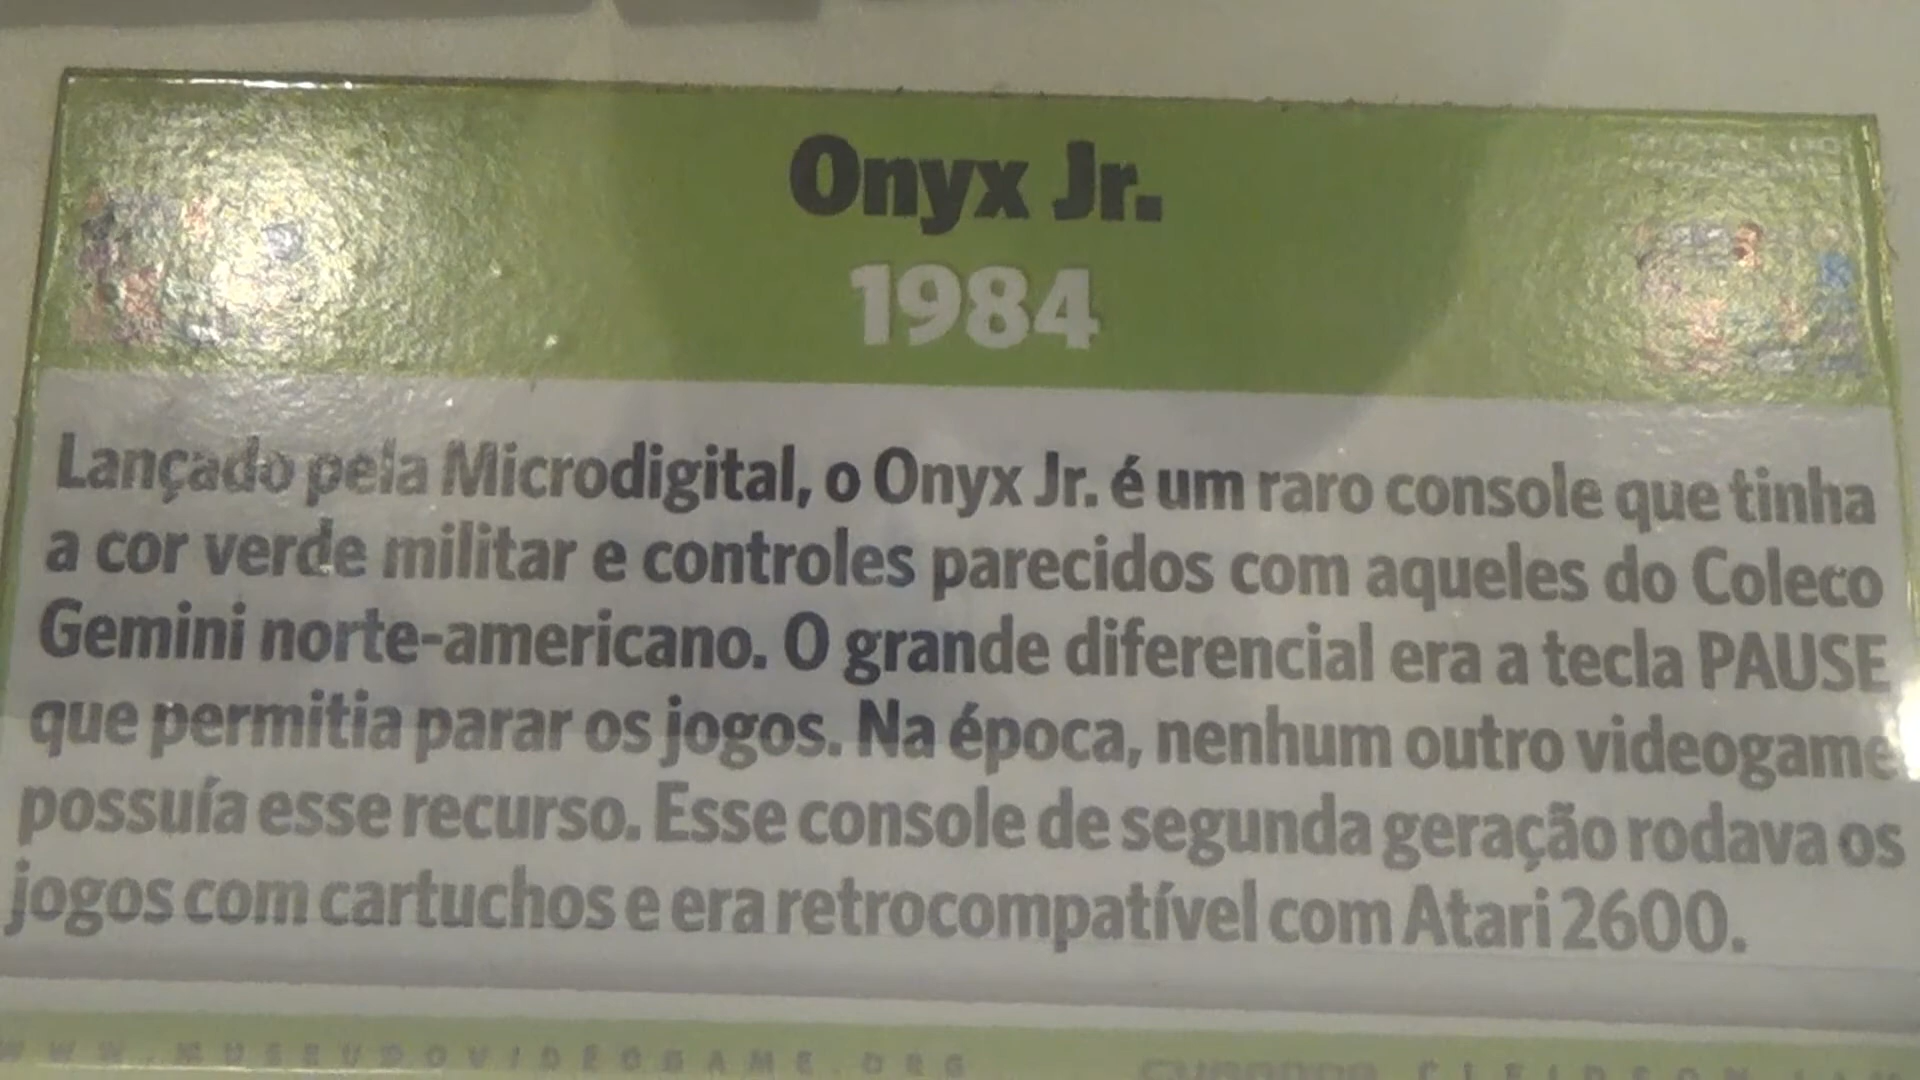 Onyx Jr.
1984
Lançado pela Microdigital, o Onyx Jr. é um raro console que tinha
a cor verde militar e controles parecidos com aqueles do Coleco
Gemini norte-americano. O grande diferencial era a tecla PAUSE
que permitia parar os jogos. Na época, nenhum outro videogame
possuía esse recurso. Esse console de segunda geração rodava os
jogos com cartuchos e era retrocompatível com Atari 2600.
WWW.MUSEUDOVIDEOGAME.ORG